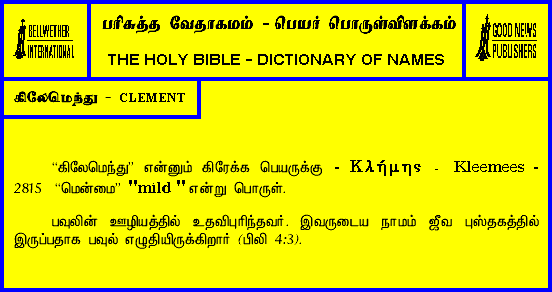 BELLWETHER
INTERNATIONAL
பரிசுத்த வேதாகமம் - பெயர் பொருள்விளக்கம்
THE HOLY BIBLE - DICTIONARY OF NAMES
GOOD NEWS
PUBLISHERS
கிலேமெந்து - CLEMENT
“கிலேமெந்து” என்னும் கிரேக்க பெயருக்கு - Κλήμης - Kleemees -
2815 “மென்மை” "mild " என்று பொருள்.
பவுலின் ஊழியத்தில் உதவிபுரிந்தவர். இவருடைய நாமம் ஜீவ புஸ்தகத்தில்
இருப்பதாக பவுல் எழுதியிருக்கிறார் (பிலி 4:3).